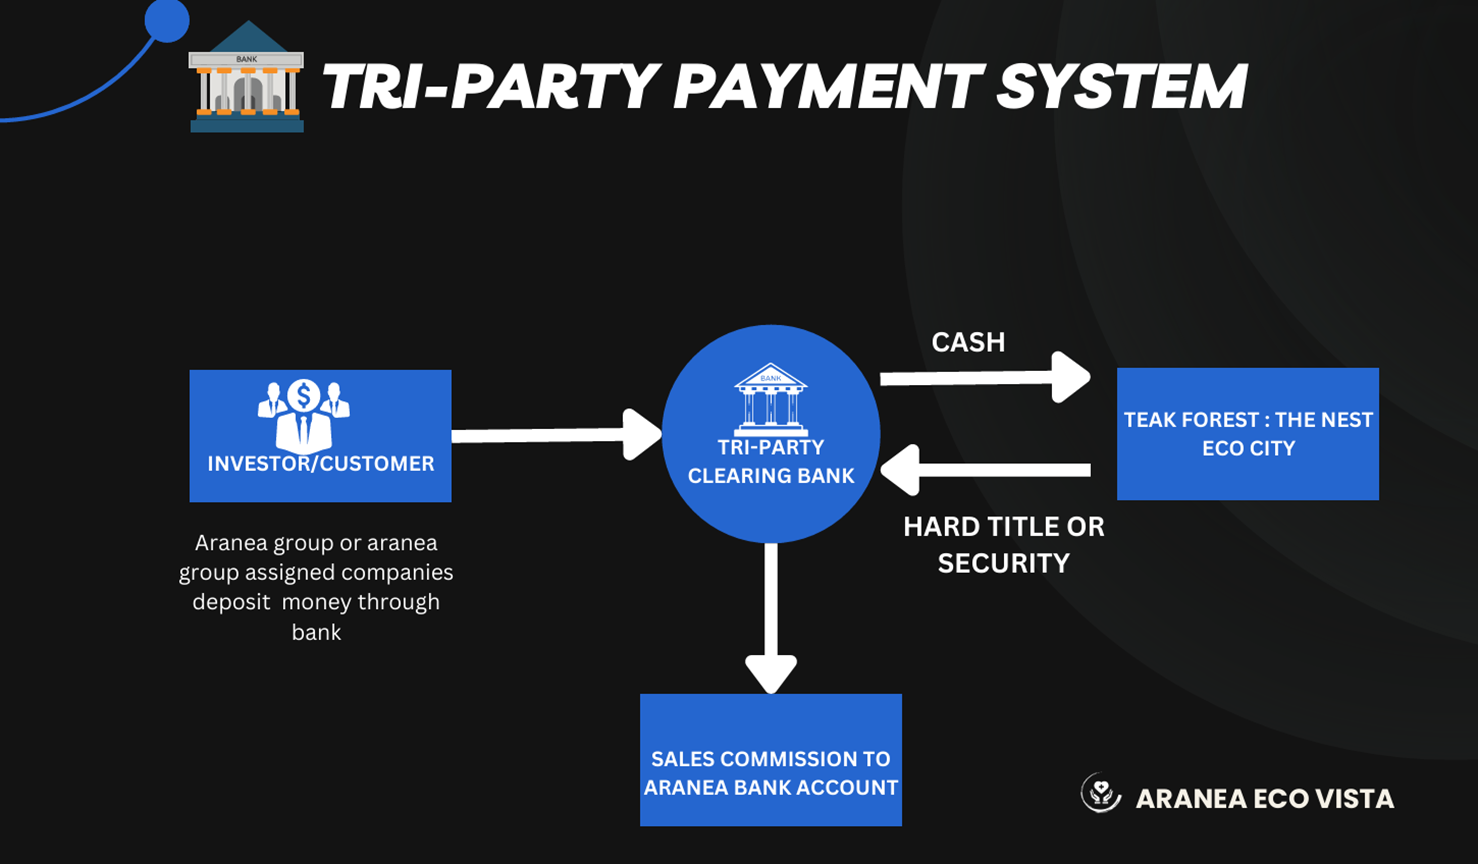 BANK
TRI-PARTY PAYMENT SYSTEM
INVESTOR/CUSTOMER
Aranea group or aranea
group assigned companies
deposit money through
bank
BANK
TRI-PARTY
CLEARING BANK
CASH
HARD TITLE OR
SECURITY
TEAK FOREST : THE NEST
ECO CITY
SALES COMMISSION TO
ARANEA BANK ACCOUNT
ARANEA ECO VISTA